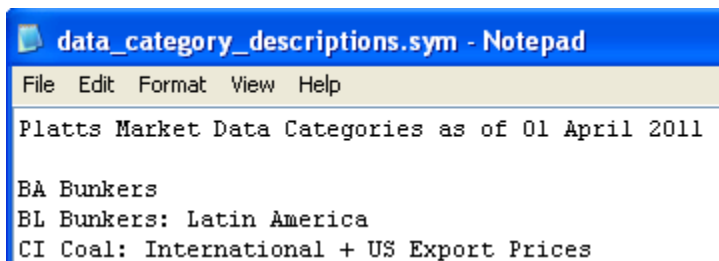 data_category_descriptions.sym - Notepad
File Edit Format View Help
Platts Market Data Categories as of 01 April 2011
BA Bunkers
BL Bunkers: Latin America
CI Coal: International + US Export Prices